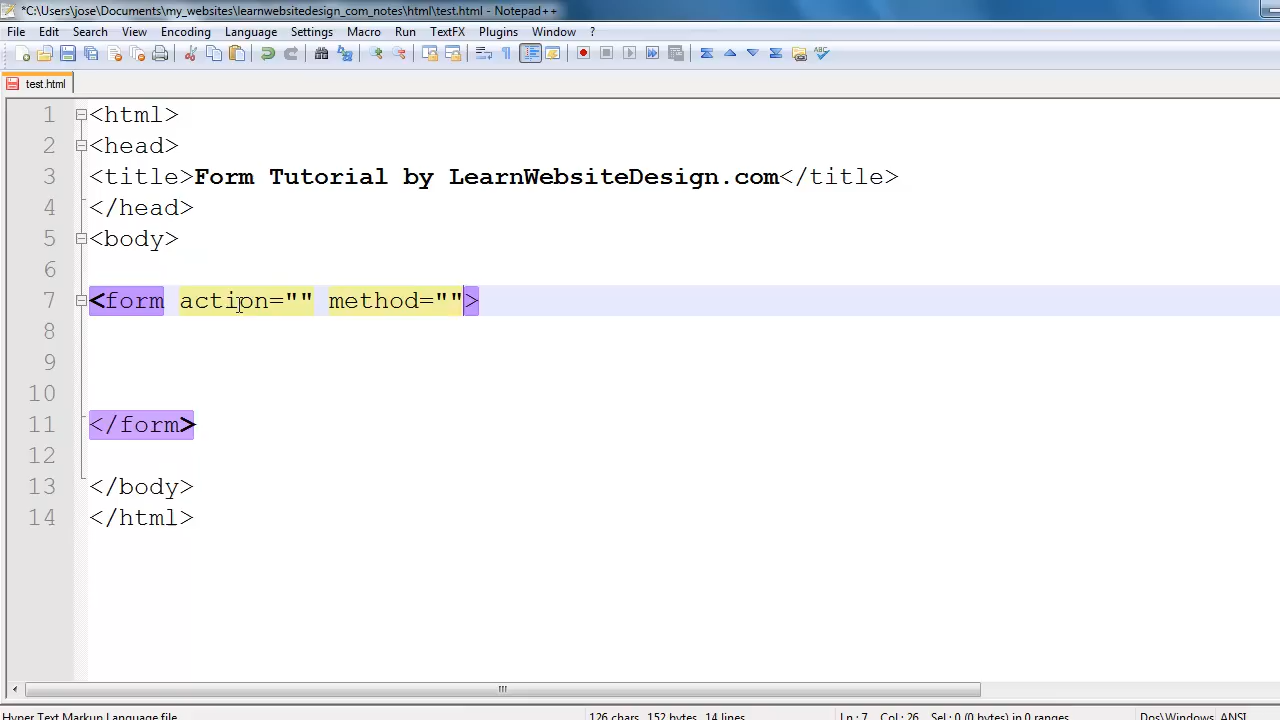 *C:\Users\jose\Documents\my_websites\learnwebsitedesign_com_notes\html\test.html - Notepad++
File Edit Search View Encoding Language Settings Macro Run TextFX Plugins Window ?
test.html
1 <html>
2 <head>
3 <title>Form Tutorial by LearnWebsiteDesign.com</title>
4 </head>
5 <body>
6
7 <form action="" method="">
8
9
10
11 </form>
12
13 </body>
14 </html>
Hyper Text Markup Language file 126 chars 152 bytes 14 lines Ln : 7 Col : 26 Sel : 0 (0 bytes) in 0 ranges Dos\Windows ANSI